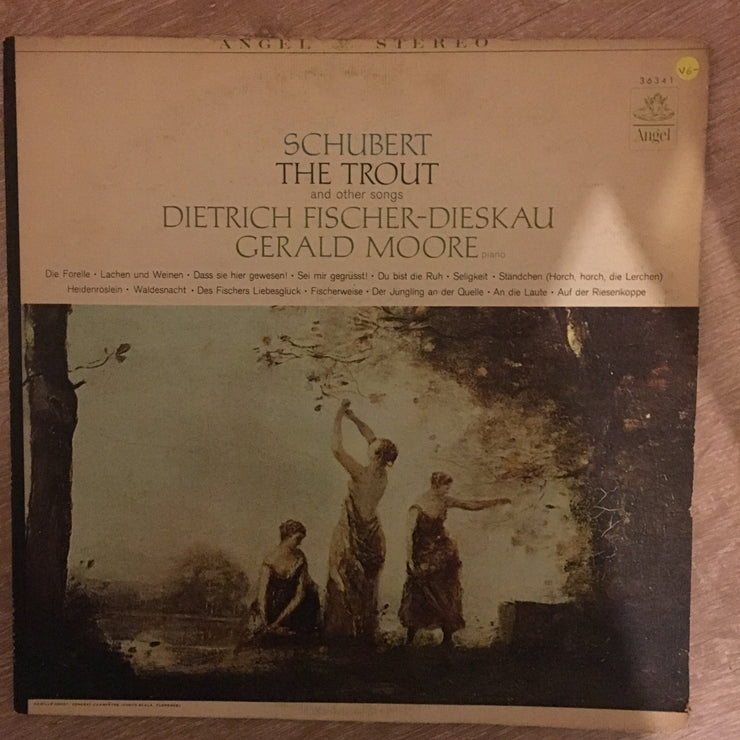 ANGEL STEREO
V6-
36341
Angel
SCHUBERT
THE TROUT
and other songs
DIETRICH FISCHER-DIESKAU
GERALD MOORE piano
Die Forelle • Lachen und Weinen • Dass sie hier gewesen! • Sei mir gegrüsst! • Du bist die Ruh • Seligkeit • Ständchen (Horch, horch, die Lerchen)
Heidenröslein • Waldesnacht • Des Fischers Liebesglück • Fischerweise • Der Jungling an der Quelle • An die Laute • Auf der Riesenkoppe